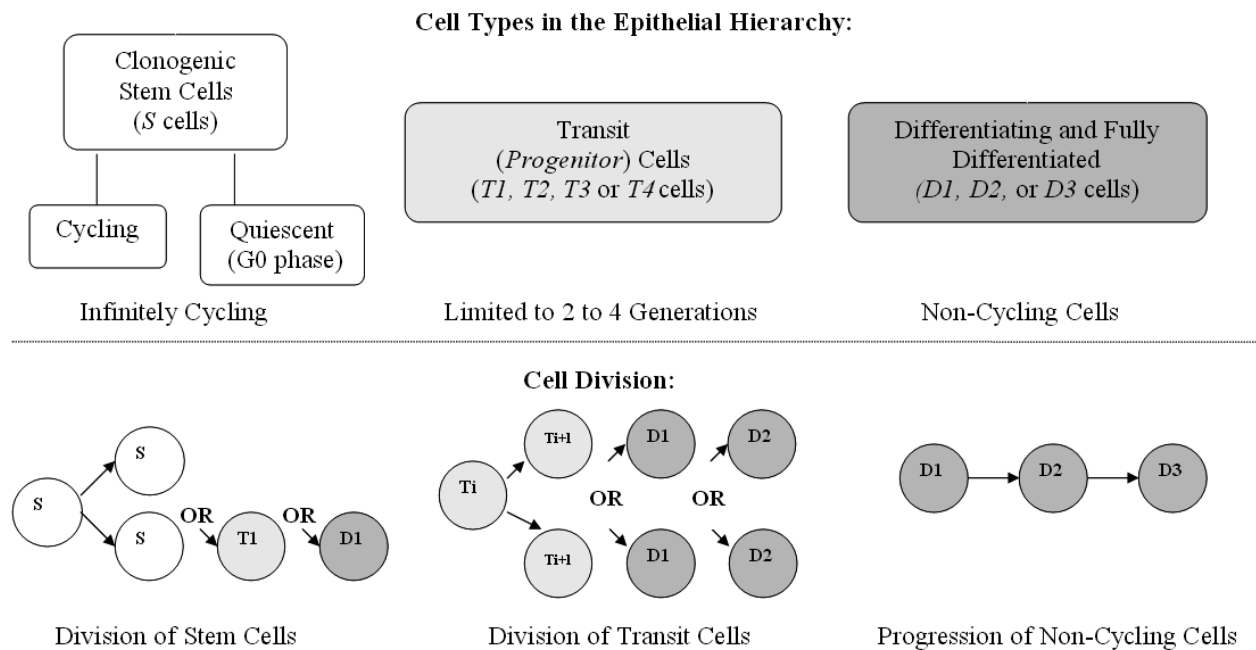 Cell Types in the Epithelial Hierarchy:
Clonogenic
Stem Cells
(S cells)
Cycling
Quiescent
(G0 phase)
Infinitely Cycling
Transit
(Progenitor) Cells
(T1, T2, T3 or T4 cells)
Limited to 2 to 4 Generations
Differentiating and Fully
Differentiated
(D1, D2, or D3 cells)
Non-Cycling Cells
Cell Division:
S
S
S
OR
T1
OR
D1
Division of Stem Cells
Ti
Ti+1
Ti+1
OR
D1
D1
OR
D2
D2
Division of Transit Cells
D1
D2
D3
Progression of Non-Cycling Cells